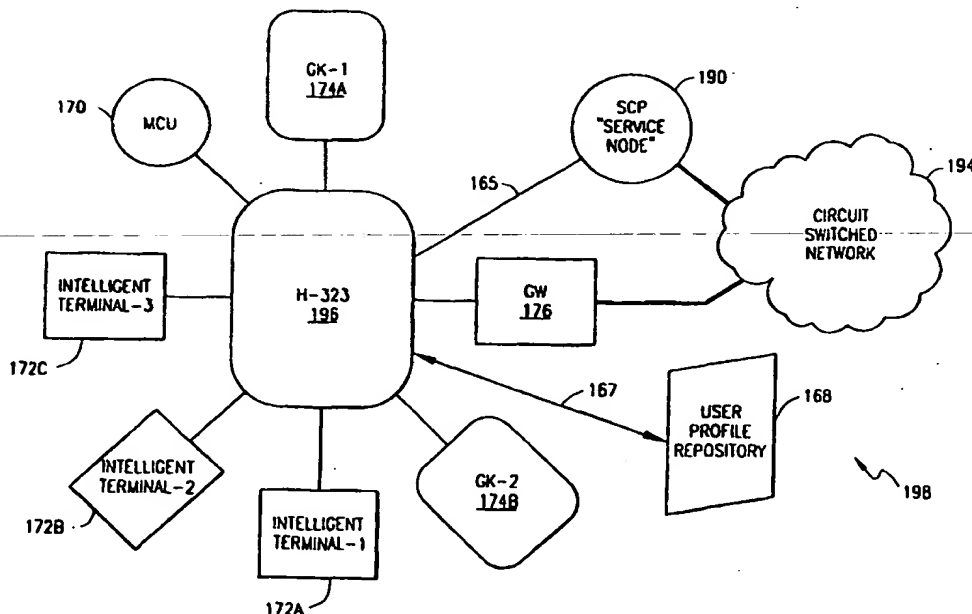 GK-1
174A
170
MCU
190
SCP
"SERVICE
NODE"
165
194
CIRCUIT
SWITCHED
NETWORK
INTELLIGENT
TERMINAL-3
172C
H-323
196
GW
176
167
168
USER
PROFILE
REPOSITORY
INTELLIGENT
TERMINAL-2
172B
GK-2
174B
198
INTELLIGENT
TERMINAL-1
172A